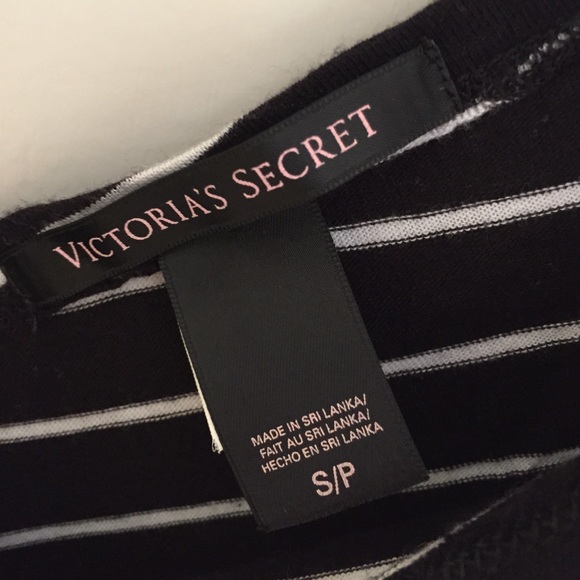 VICTORIA'S SECRET
MADE IN SRI LANKA/
FAIT AU SRI LANKA/
HECHO EN SRI LANKA
S/P